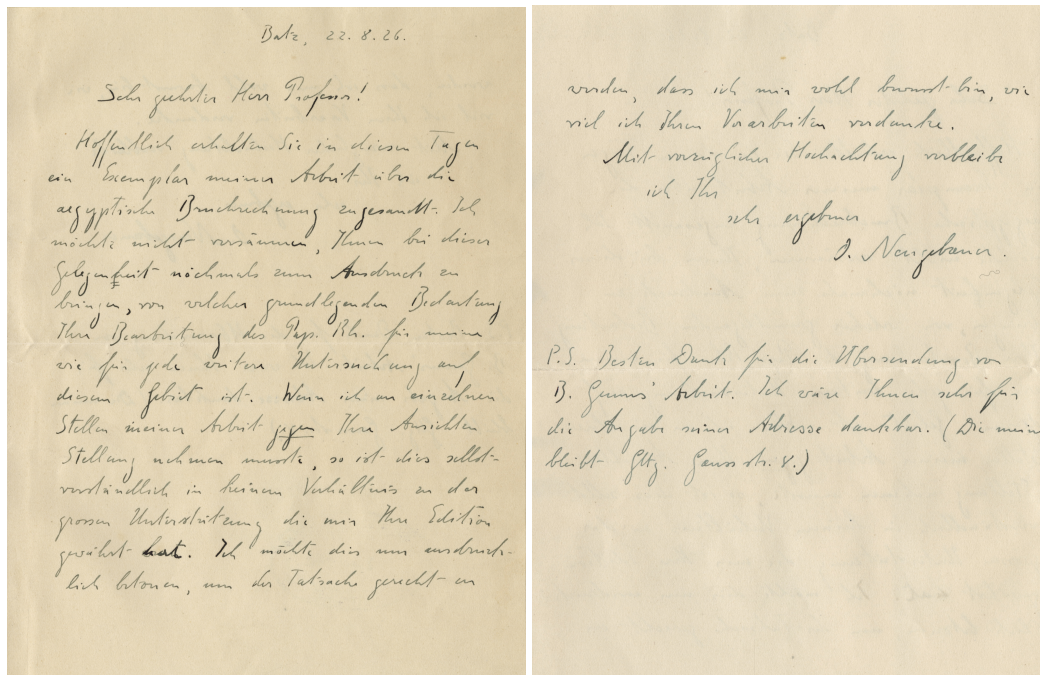 Batz, 22.8.26.
Sehr geehrter Herr Professor!
Hoffentlich erhalten Sie in diesen Tagen
ein Exemplar meiner Arbeit über die
aegyptische Bruchrechnung zugesandt. Ich
möchte nicht versäumen, Ihnen bei dieser
Gelegenheit nochmals zum Ausdruck zu
bringen, von welcher grundlegenden Bedeutung
Ihre Bearbeitung des Pap. Rh. für meine
wie für jede weitere Untersuchung auf
diesem Gebiet ist. Wenn ich an einzelnen
Stellen meiner Arbeit gegen Ihre Ansichten
Stellung nehmen musste, so ist dies selbst-
verständlich in keinem Verhältnis zu der
grossen Unterstützung die mir Ihre Edition
gewährt hat. Ich möchte dies nur ausdrück-
lich betonen, um der Tatsache gerecht zu
werden, dass ich mir wohl bewusst bin, wie
viel ich Ihren Vorarbeiten verdanke.
Mit vorzüglicher Hochachtung verbleibe
ich Ihr
sehr ergebener
O. Neugebauer.
P.S. Besten Dank für die Übersendung von
B. Gunns' Arbeit. Ich wäre Ihnen sehr für
die Angabe seiner Adresse dankbar. (Die meine
bleibt Gttg. Gaussstr. 8.)